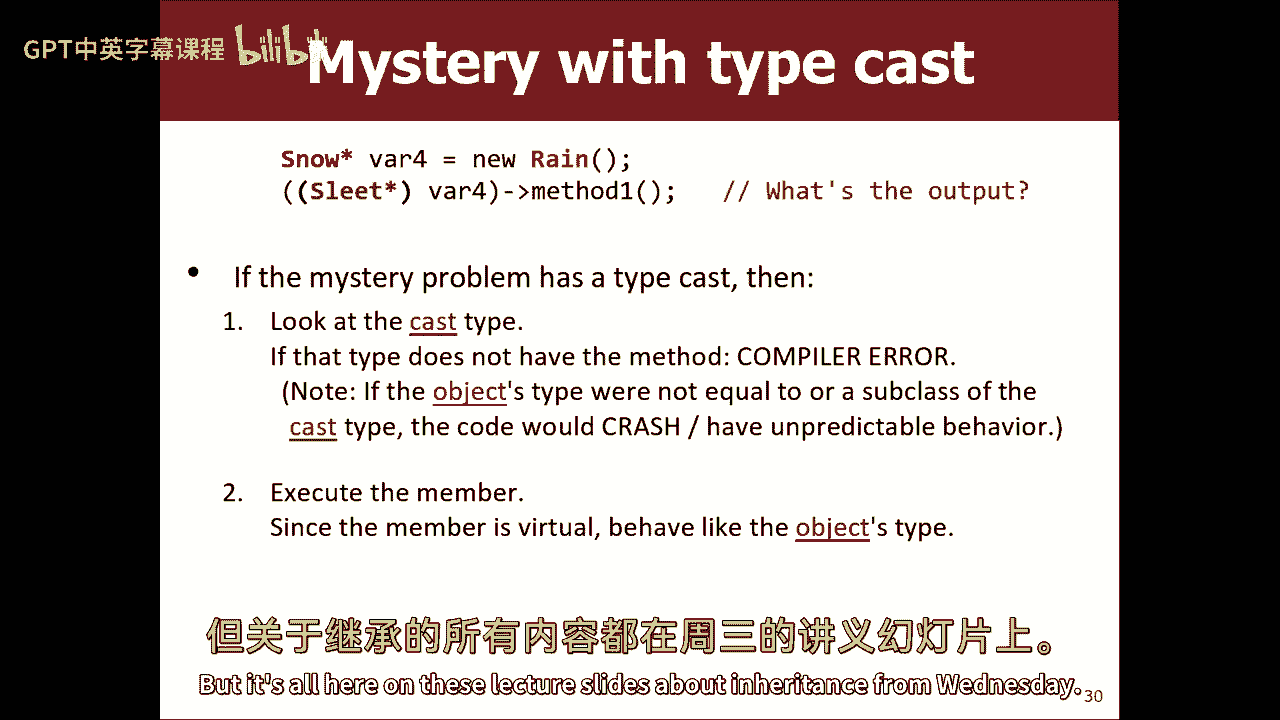 GPT中英字幕课程 bilibili
Mystery with type cast
Snow* var4 = new Rain();
((Sleet*) var4)->method1(); // What's the output?
• If the mystery problem has a type cast, then:
1. Look at the cast type.
If that type does not have the method: COMPILER ERROR.
(Note: If the object's type were not equal to or a subclass of the
cast type, the code would CRASH / have unpredictable behavior.)
2. Execute the member.
Since the member is virtual, behave like the object's type.
但关于继承的所有内容都在周三的讲义幻灯片上。
But it's all here on these lecture slides about inheritance from Wednesday.
30